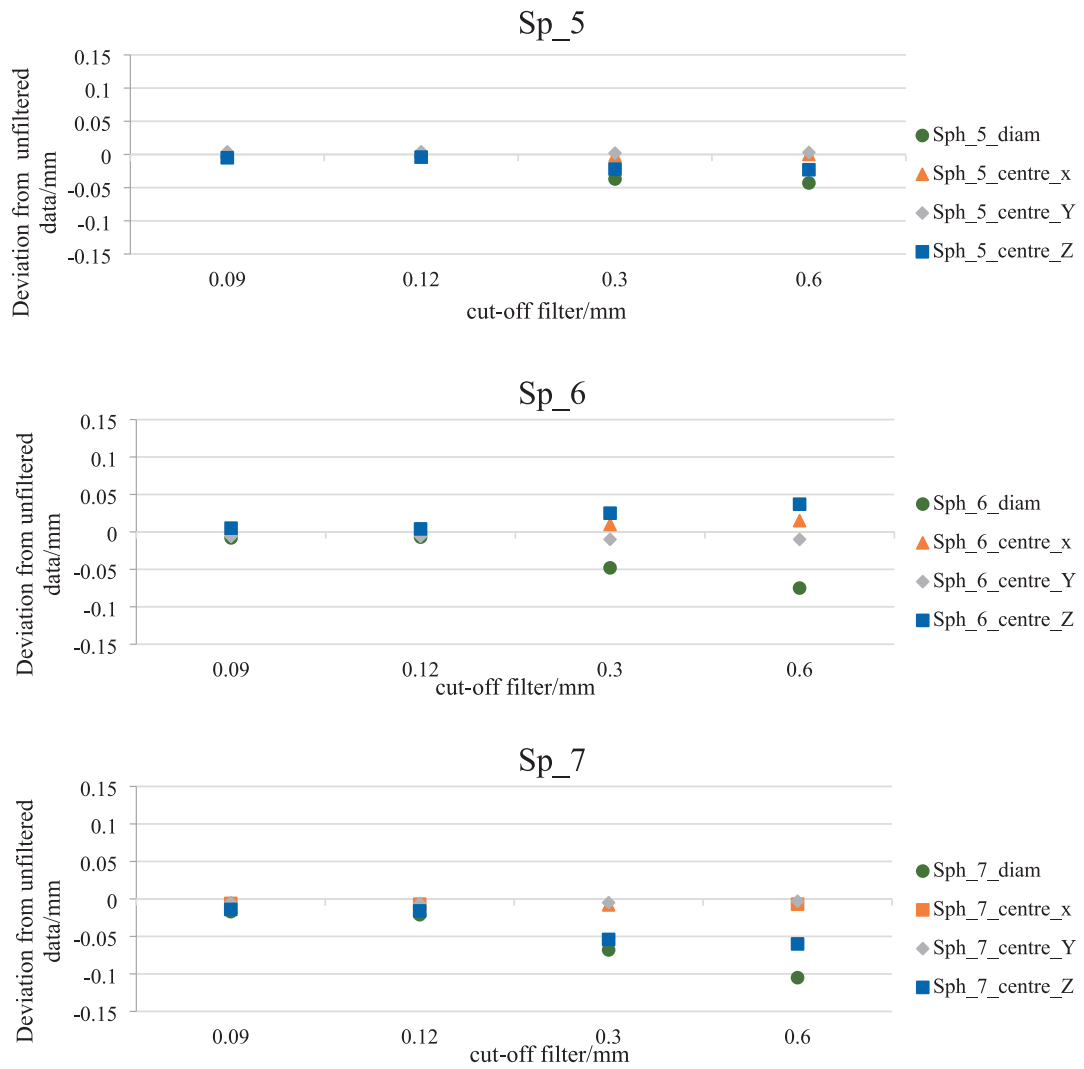 Sp_5
Deviation from unfiltered
data/mm
0.15
0.1
0.05
0
-0.05
-0.1
-0.15
0.09
0.12
0.3
0.6
cut-off filter/mm
Sph_5_diam
Sph_5_centre_x
Sph_5_centre_Y
Sph_5_centre_Z
Sp_6
Deviation from unfiltered
data/mm
0.15
0.1
0.05
0
-0.05
-0.1
-0.15
0.09
0.12
0.3
0.6
cut-off filter/mm
Sph_6_diam
Sph_6_centre_x
Sph_6_centre_Y
Sph_6_centre_Z
Sp_7
Deviation from unfiltered
data/mm
0.15
0.1
0.05
0
-0.05
-0.1
-0.15
0.09
0.12
0.3
0.6
cut-off filter/mm
Sph_7_diam
Sph_7_centre_x
Sph_7_centre_Y
Sph_7_centre_Z